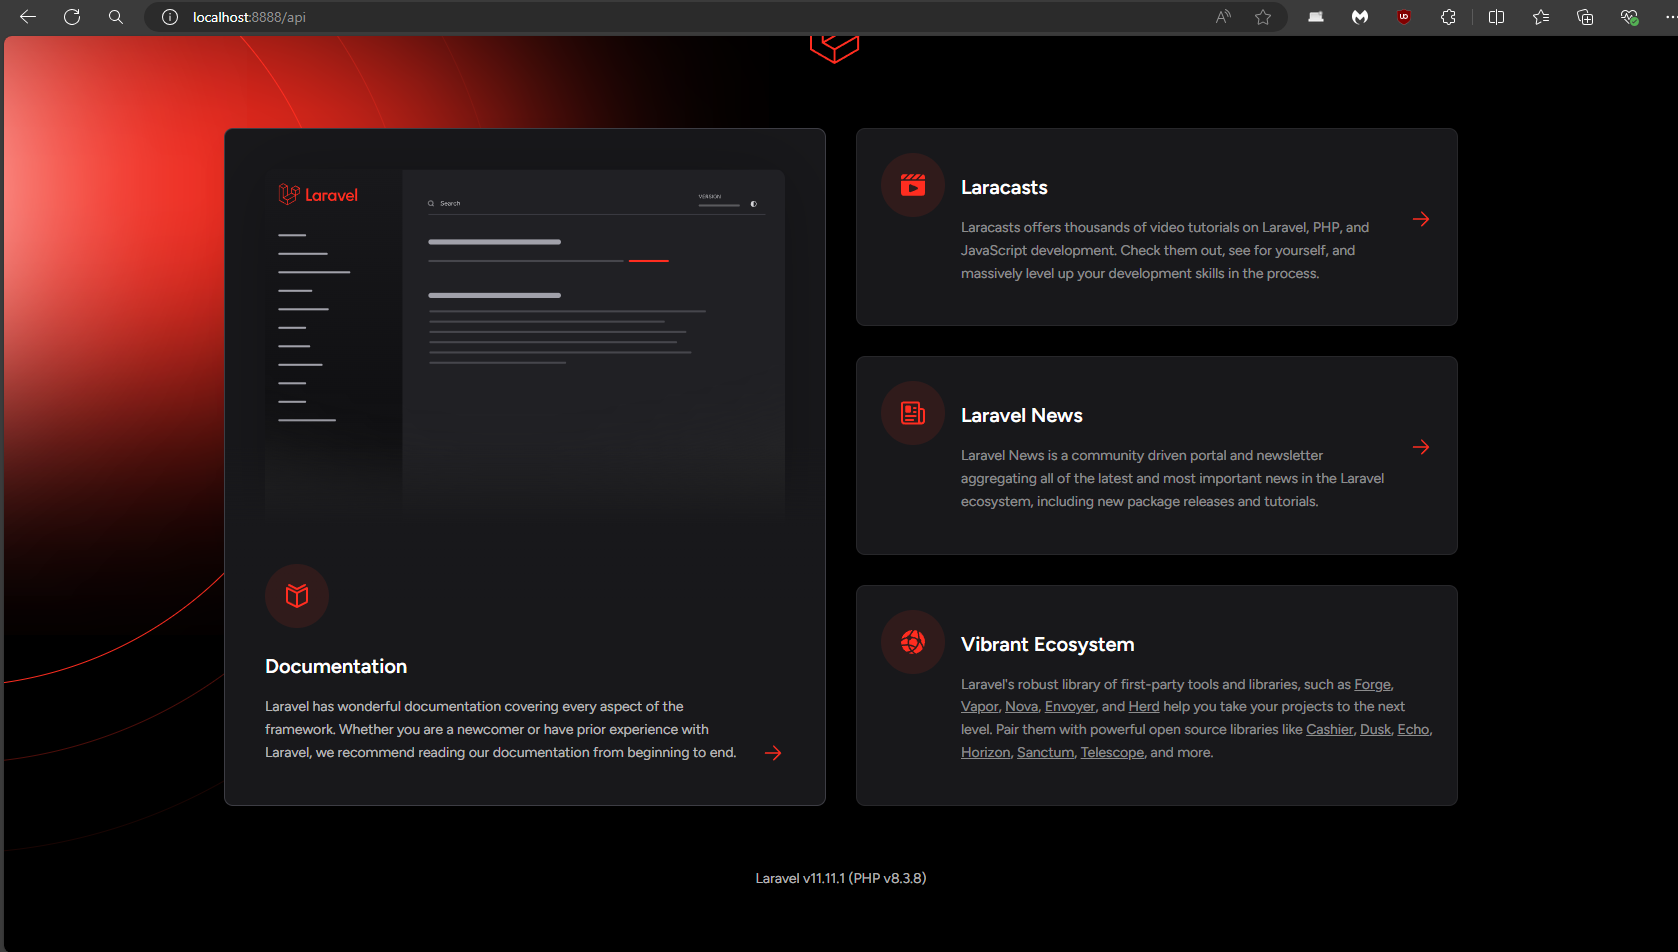 localhost:8888/api
Laravel
Search
VERSION
Documentation
Laravel has wonderful documentation covering every aspect of the
framework. Whether you are a newcomer or have prior experience with
Laravel, we recommend reading our documentation from beginning to end.
Laracasts
Laracasts offers thousands of video tutorials on Laravel, PHP, and
JavaScript development. Check them out, see for yourself, and
massively level up your development skills in the process.
Laravel News
Laravel News is a community driven portal and newsletter
aggregating all of the latest and most important news in the Laravel
ecosystem, including new package releases and tutorials.
Vibrant Ecosystem
Laravel's robust library of first-party tools and libraries, such as Forge,
Vapor, Nova, Envoyer, and Herd help you take your projects to the next
level. Pair them with powerful open source libraries like Cashier, Dusk, Echo,
Horizon, Sanctum, Telescope, and more.
Laravel v11.11.1 (PHP v8.3.8)